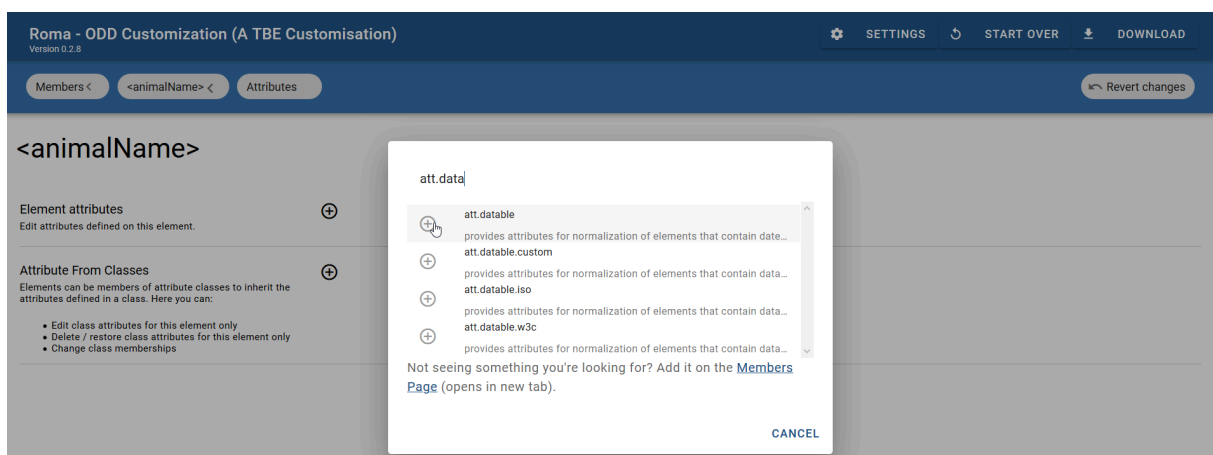 Roma - ODD Customization (A TBE Customisation)
Version 0.2.8
SETTINGS
START OVER
DOWNLOAD
Members <
<animalName> <
Attributes
Revert changes
<animalName>
Element attributes
Edit attributes defined on this element.
Attribute From Classes
Elements can be members of attribute classes to inherit the
attributes defined in a class. Here you can:
• Edit class attributes for this element only
• Delete / restore class attributes for this element only
• Change class memberships
att.data
att.datable
provides attributes for normalization of elements that contain date...
att.datable.custom
provides attributes for normalization of elements that contain data...
att.datable.iso
provides attributes for normalization of elements that contain data...
att.datable.w3c
provides attributes for normalization of elements that contain data...
Not seeing something you're looking for? Add it on the Members
Page (opens in new tab).
CANCEL